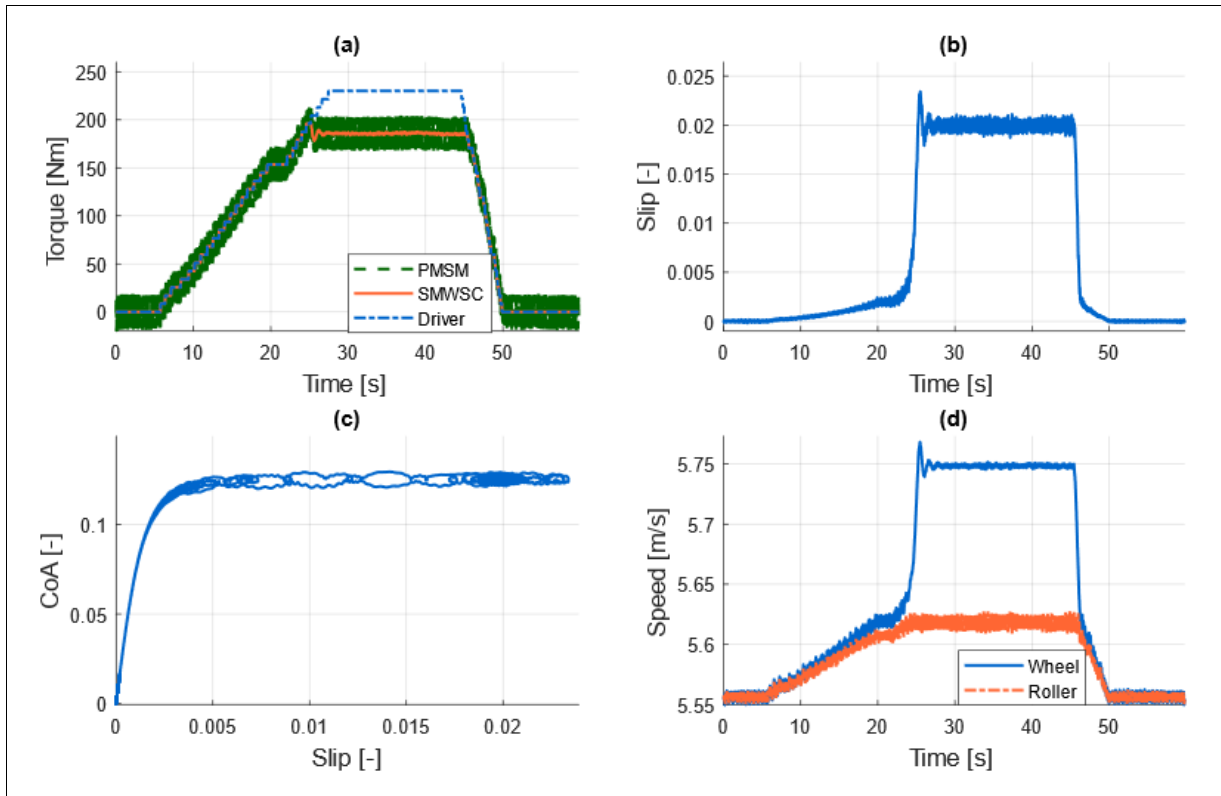 (a)
250
200
150
100
50
0
Torque [Nm]
PMSM
SMWSC
Driver
0 10 20 30 40 50
Time [s]
(b)
0.025
0.02
0.015
0.01
0.005
0
Slip [-]
0 10 20 30 40 50
Time [s]
(c)
0.1
0.05
0
CoA [-]
0 0.005 0.01 0.015 0.02
Slip [-]
(d)
5.75
5.7
5.65
5.6
5.55
Speed [m/s]
Wheel
Roller
0 10 20 30 40 50
Time [s]